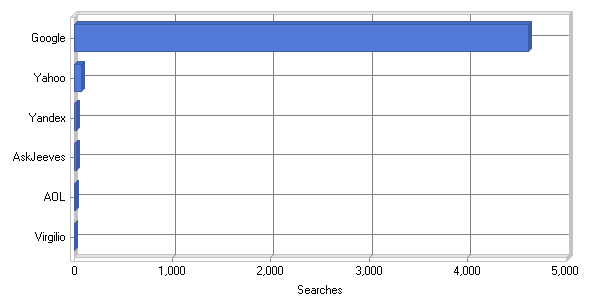 Google
Yahoo
Yandex
AskJeeves
AOL
Virgilio
0 1,000 2,000 3,000 4,000 5,000
Searches